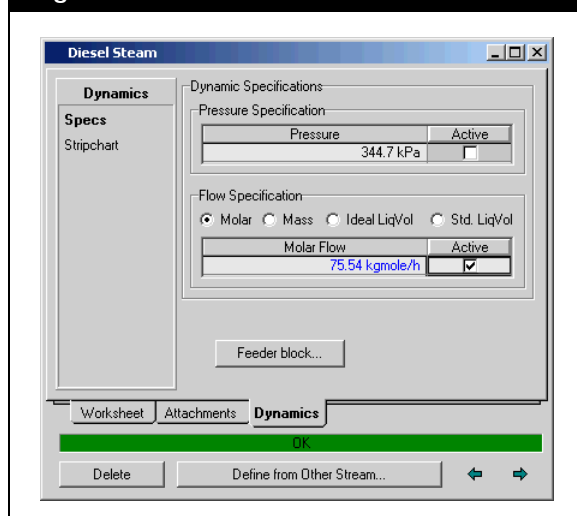 Diesel Steam
Dynamics
Specs
Stripchart
Dynamic Specifications
Pressure Specification
Pressure Active
344.7 kPa
Flow Specification
Molar Mass Ideal LiqVol Std. LiqVol
Molar Flow Active
75.54 kgmole/h
Feeder block...
Worksheet Attachments Dynamics
OK
Delete Define from Other Stream...